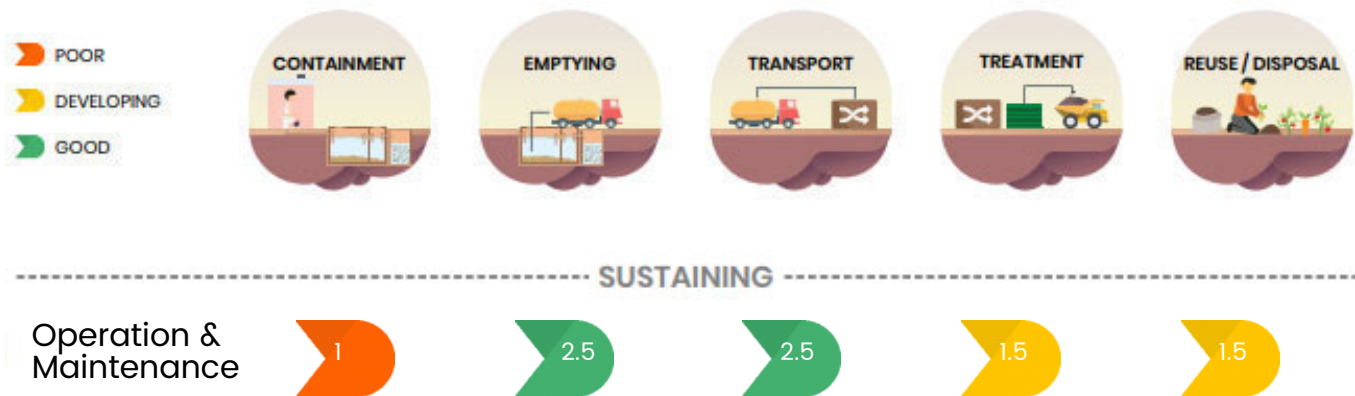 POOR
DEVELOPING
GOOD
CONTAINMENT
EMPTYING
TRANSPORT
TREATMENT
REUSE / DISPOSAL
SUSTAINING
Operation &
Maintenance
1
2.5
2.5
1.5
1.5